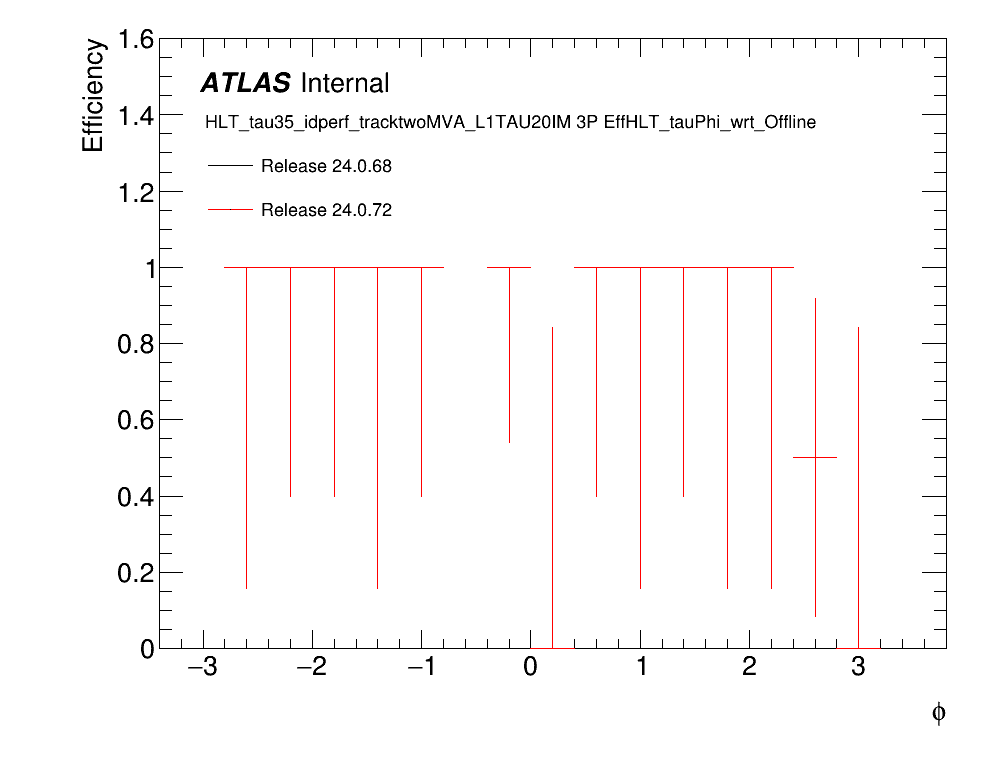 Efficiency
1.6
1.4
1.2
1
0.8
0.6
0.4
0.2
0
ATLAS Internal
HLT_tau35_idperf_tracktwoMVA_L1TAU20IM 3P EffHLT_tauPhi_wrt_Offline
Release 24.0.68
Release 24.0.72
−3 −2 −1 0 1 2 3
ϕ